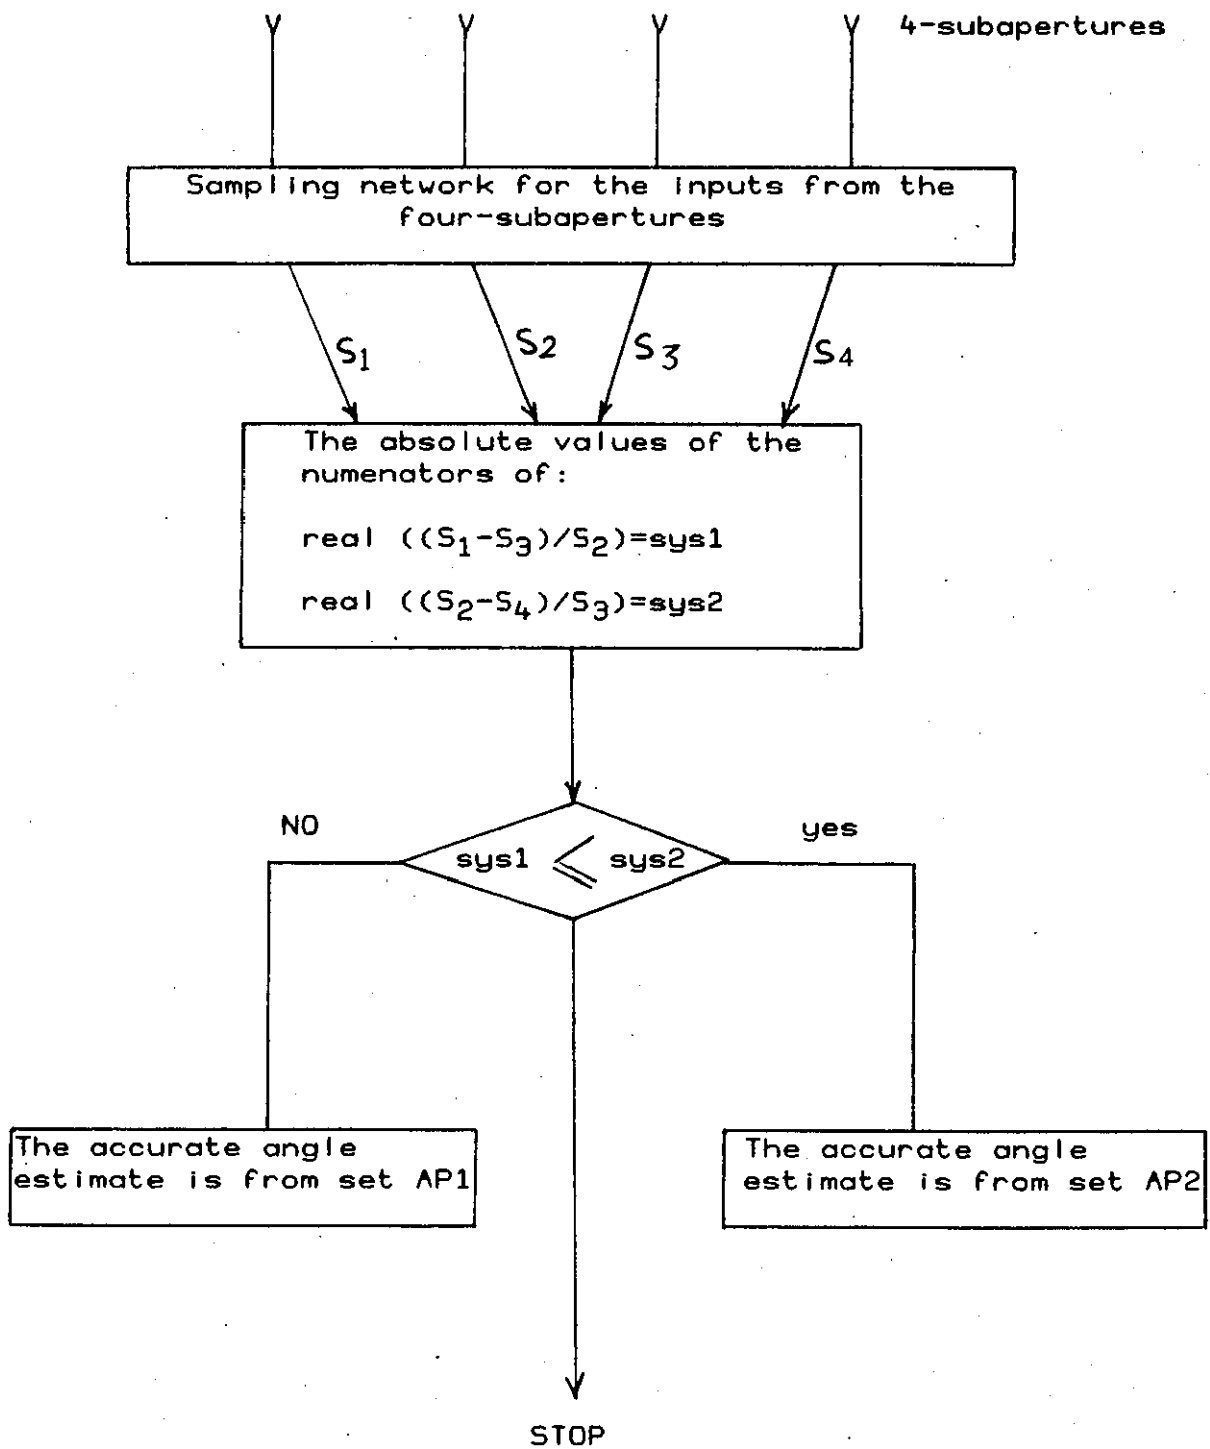 4-subapertures
Sampling network for the inputs from the
four-subapertures
S1 S2 S3 S4
The absolute values of the
numenators of:
real ((S1-S3)/S2)=sys1
real ((S2-S4)/S3)=sys2
NO
yes
sys1 ≤ sys2
The accurate angle
estimate is from set AP1
The accurate angle
estimate is from set AP2
STOP